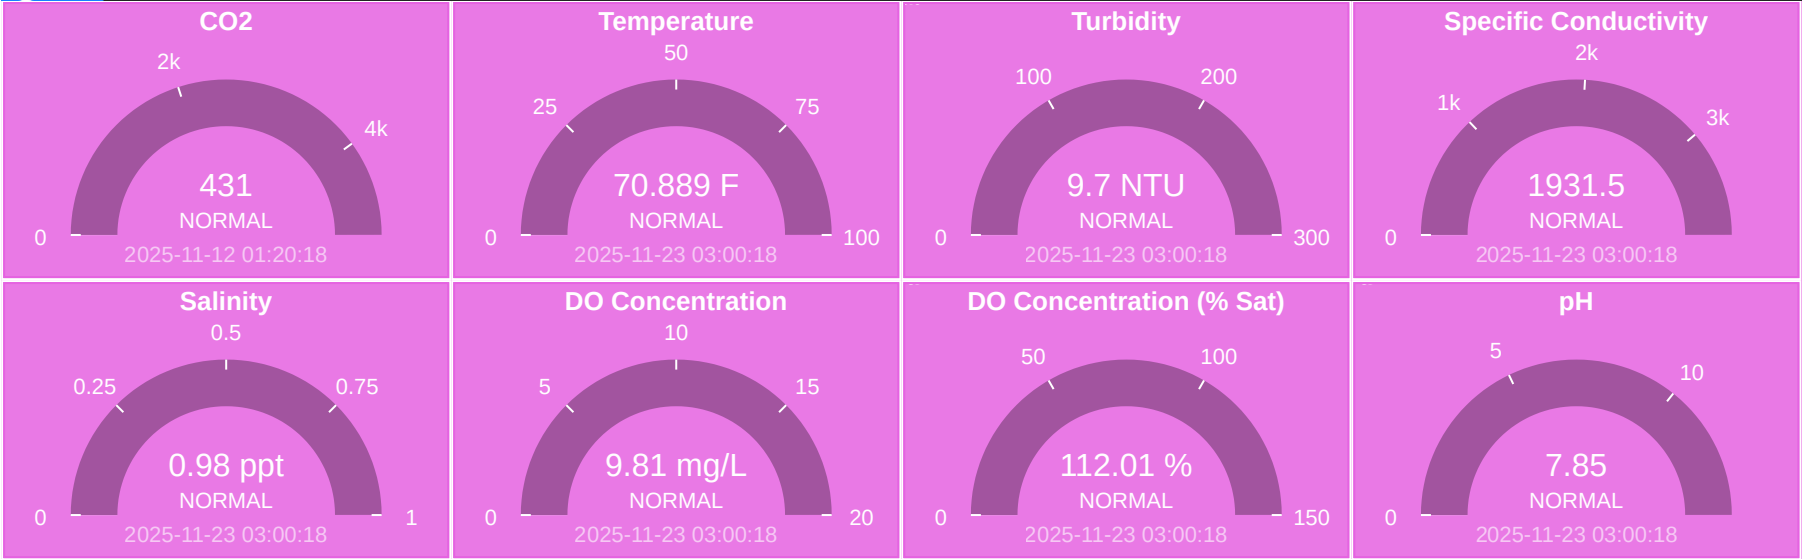 CO2
2k
4k
0
431
NORMAL
2025-11-12 01:20:18
Temperature
50
25
75
0
100
70.889 F
NORMAL
2025-11-23 03:00:18
Turbidity
100
200
0
300
9.7 NTU
NORMAL
2025-11-23 03:00:18
Specific Conductivity
2k
1k
3k
0
1931.5
NORMAL
2025-11-23 03:00:18
Salinity
0.5
0.25
0.75
0
1
0.98 ppt
NORMAL
2025-11-23 03:00:18
DO Concentration
10
5
15
0
20
9.81 mg/L
NORMAL
2025-11-23 03:00:18
DO Concentration (% Sat)
50
100
0
150
112.01 %
NORMAL
2025-11-23 03:00:18
pH
5
10
0
7.85
NORMAL
2025-11-23 03:00:18